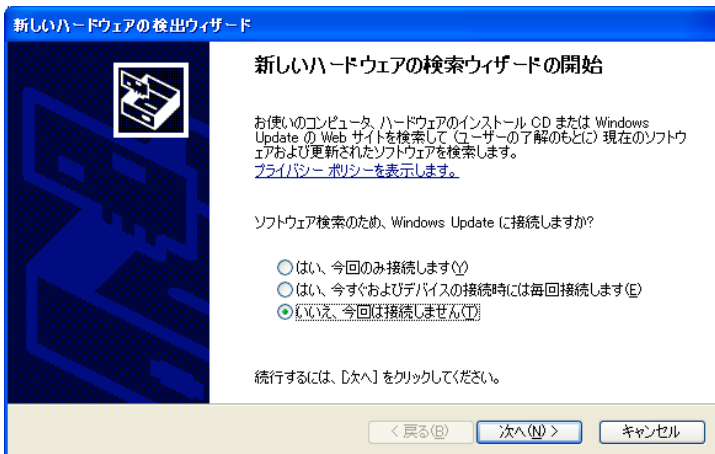 新しいハードウェアの検出ウィザード
新しいハードウェアの検索ウィザードの開始
お使いのコンピュータ、ハードウェアのインストール CD または Windows
Update の Web サイトを検索して (ユーザーの了解のもとに) 現在のソフトウ
ェアおよび更新されたソフトウェアを検索します。
プライバシー ポリシーを表示します。
ソフトウェア検索のため、Windows Update に接続しますか?
はい、今回のみ接続します(Y)
はい、今すぐおよびデバイスの接続時には毎回接続します(E)
いいえ、今回は接続しません(T)
続行するには、[次へ] をクリックしてください。
< 戻る(B)
次へ(N) >
キャンセル